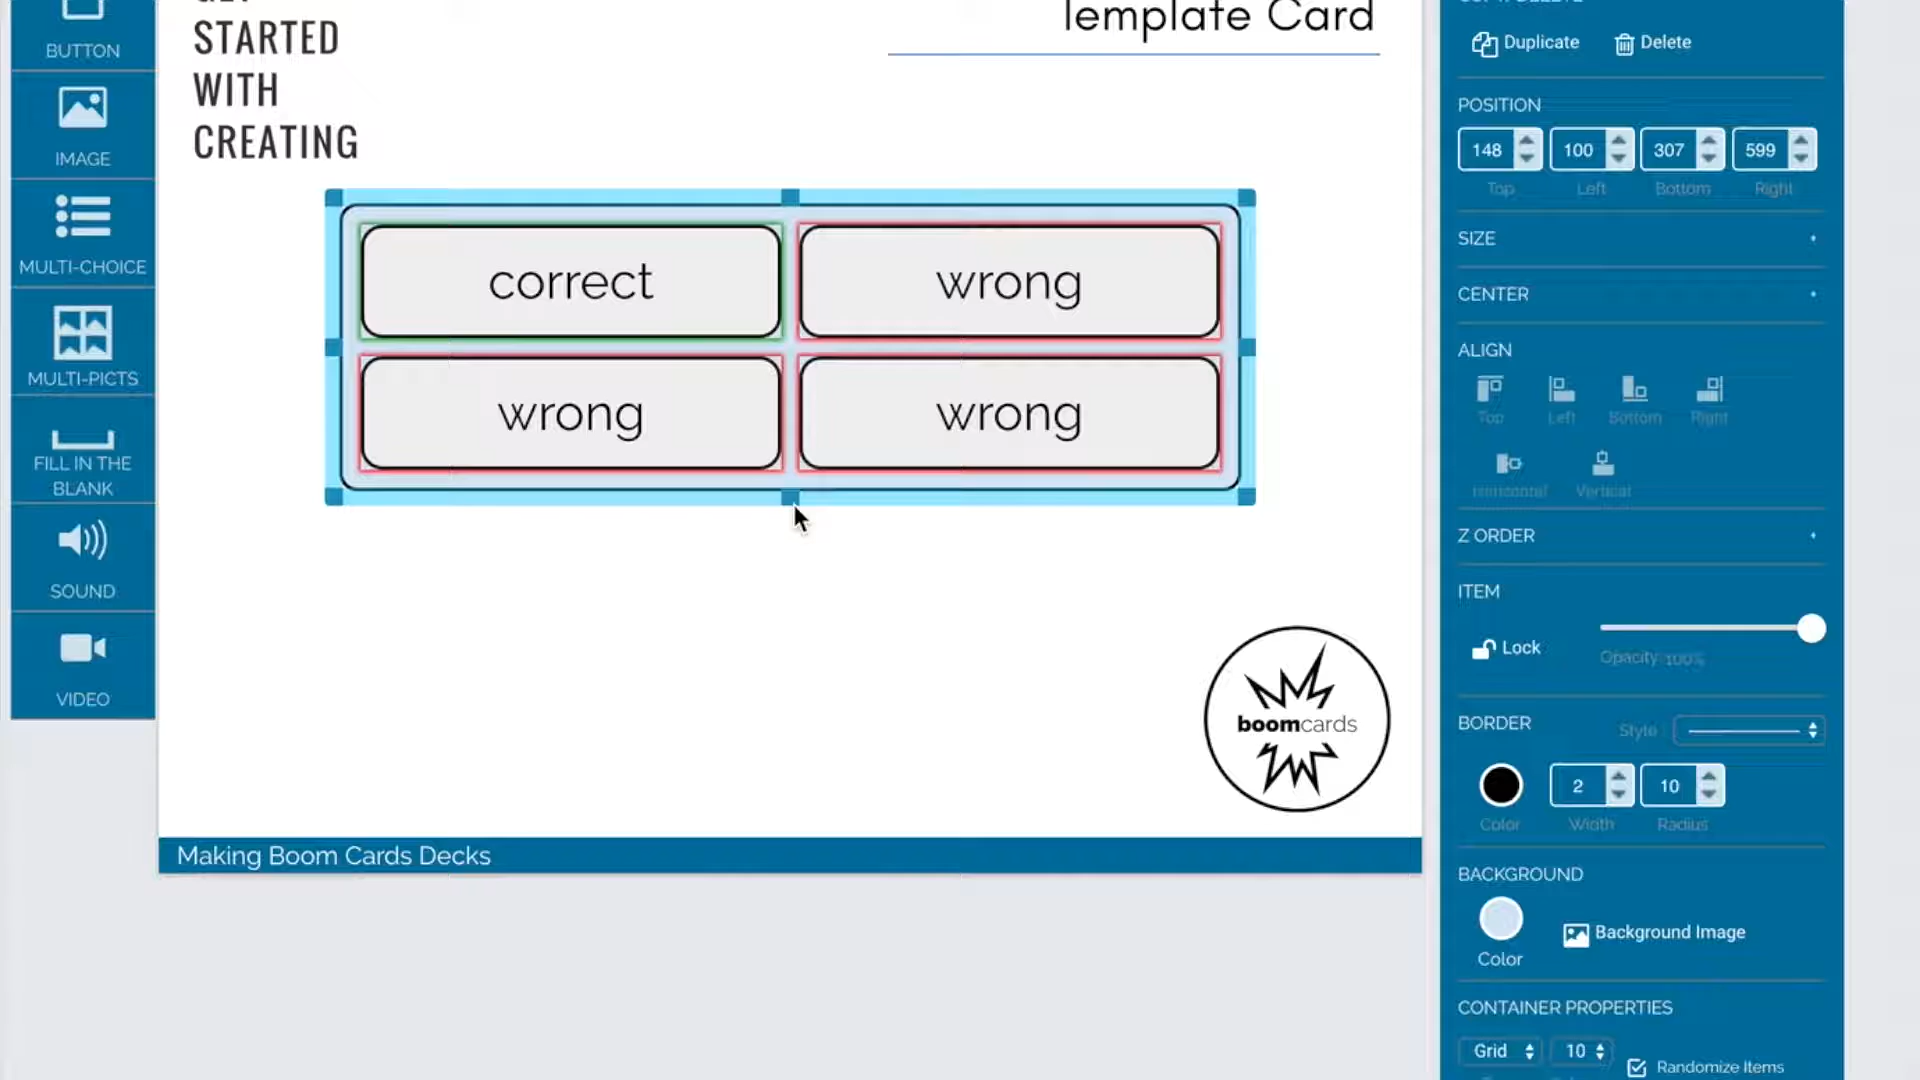 BUTTON
IMAGE
MULTI-CHOICE
MULTI-PICTS
FILL IN THE
BLANK
SOUND
VIDEO
STARTED
WITH
CREATING
Template Card
correct
wrong
wrong
wrong
boomcards
Making Boom Cards Decks
Duplicate
Delete
POSITION
148 100 307 599
Top Left Bottom Right
SIZE
CENTER
ALIGN
Top Left Bottom Right
Horizontal Vertical
Z ORDER
ITEM
Lock
Opacity 100%
BORDER
Style
2 10
Color Width Radius
BACKGROUND
Background Image
Color
CONTAINER PROPERTIES
Grid 10 Randomize Items